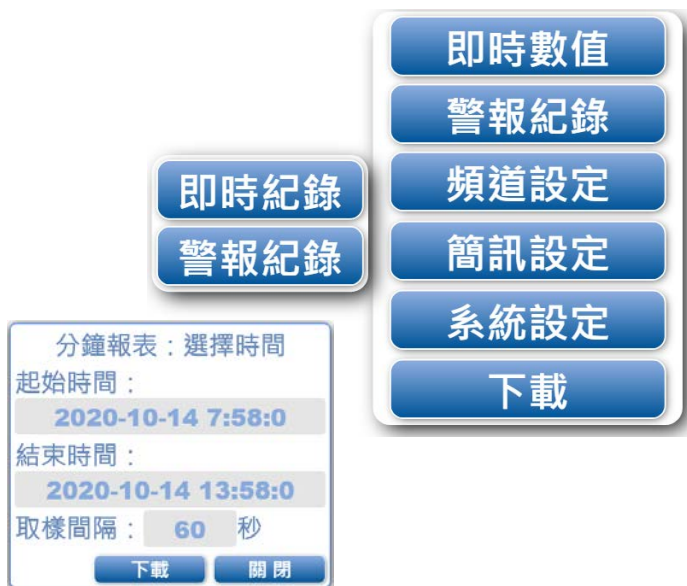 即時數值
警報紀錄
頻道設定
簡訊設定
系統設定
下載
即時紀錄
警報紀錄
分鐘報表：選擇時間
起始時間：
2020-10-14 7:58:0
結束時間：
2020-10-14 13:58:0
取樣間隔： 60 秒
下載 關閉